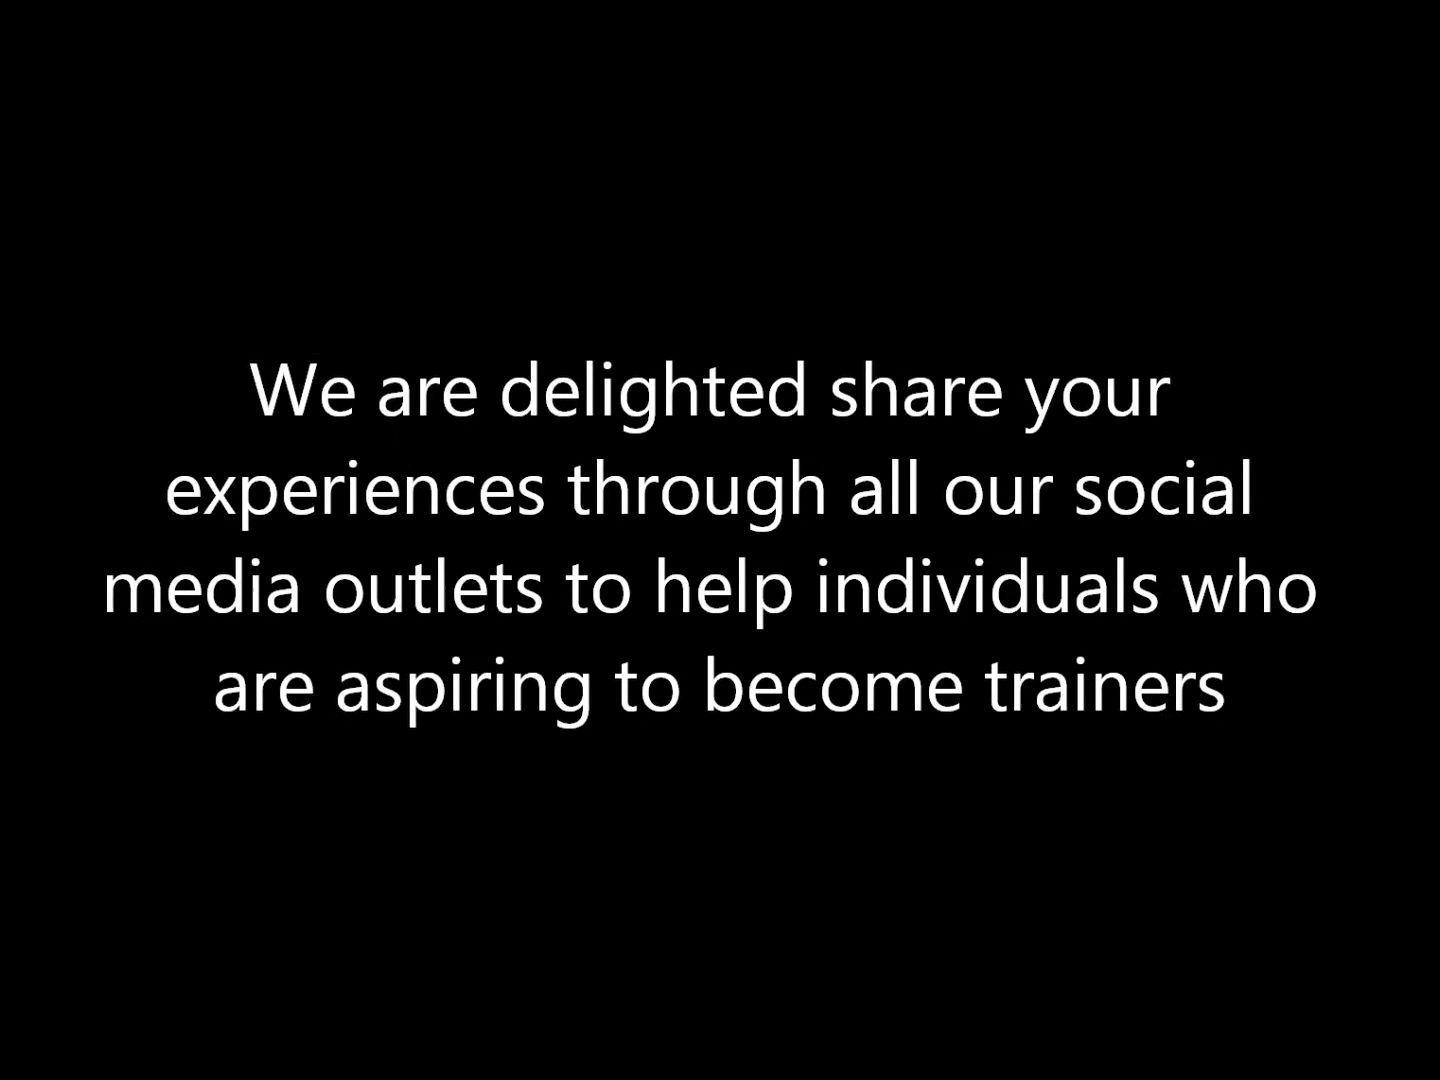 We are delighted share your
experiences through all our social
media outlets to help individuals who
are aspiring to become trainers